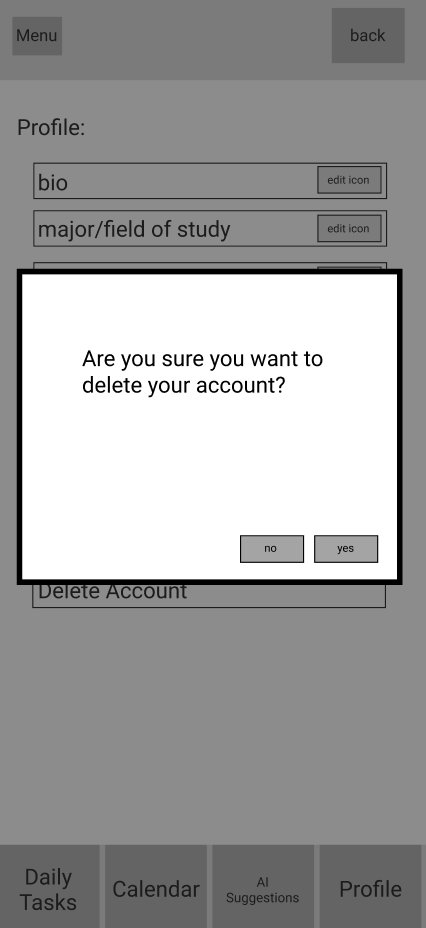 Menu
back
Profile:
bio
edit icon
major/field of study
edit icon
Are you sure you want to
delete your account?
no
yes
Delete Account
Daily
Tasks
Calendar
AI
Suggestions
Profile